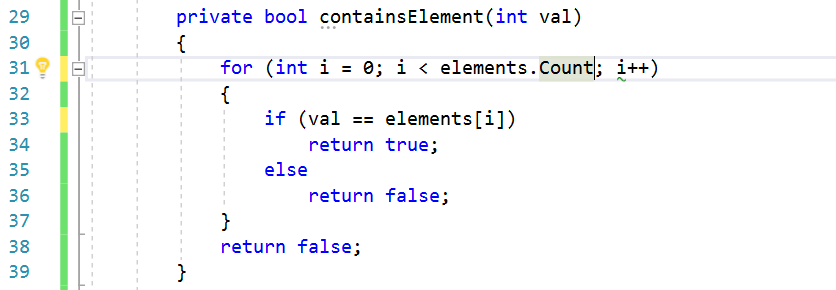 29 private bool containsElement(int val)
30 {
31 for (int i = 0; i < elements.Count; i++)
32 {
33 if (val == elements[i])
34 return true;
35 else
36 return false;
37 }
38 return false;
39 }